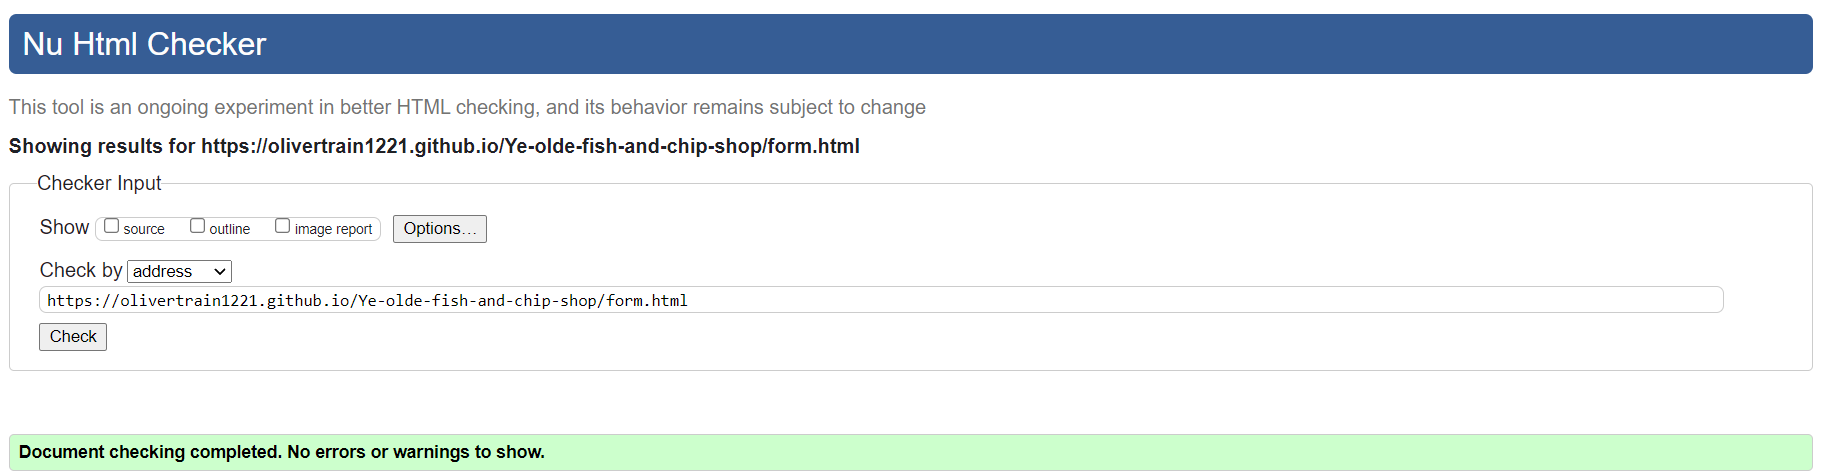 Nu Html Checker
This tool is an ongoing experiment in better HTML checking, and its behavior remains subject to change
Showing results for https://olivertrain1221.github.io/Ye-olde-fish-and-chip-shop/form.html
Checker Input
Show source outline image report Options...
Check by address
https://olivertrain1221.github.io/Ye-olde-fish-and-chip-shop/form.html
Check
Document checking completed. No errors or warnings to show.